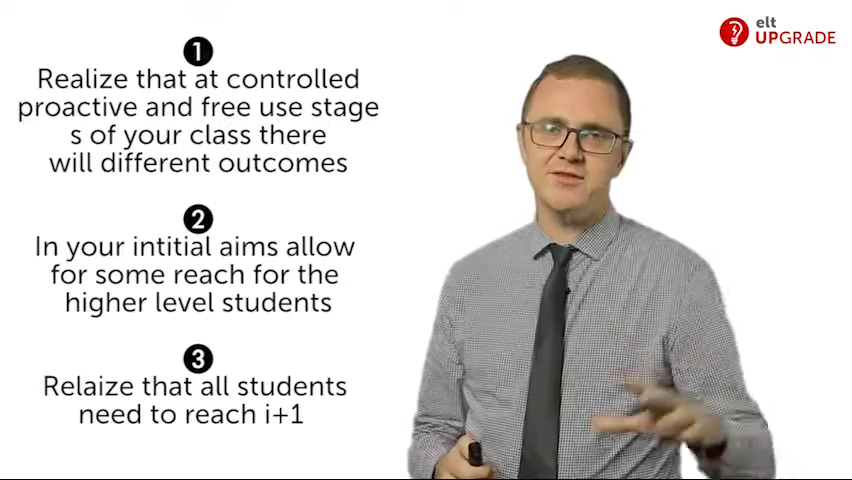 elt
UPGRADE
1
Realize that at controlled
proactive and free use stage
s of your class there
will different outcomes
2
In your intitial aims allow
for some reach for the
higher level students
3
Relaize that all students
need to reach i+1